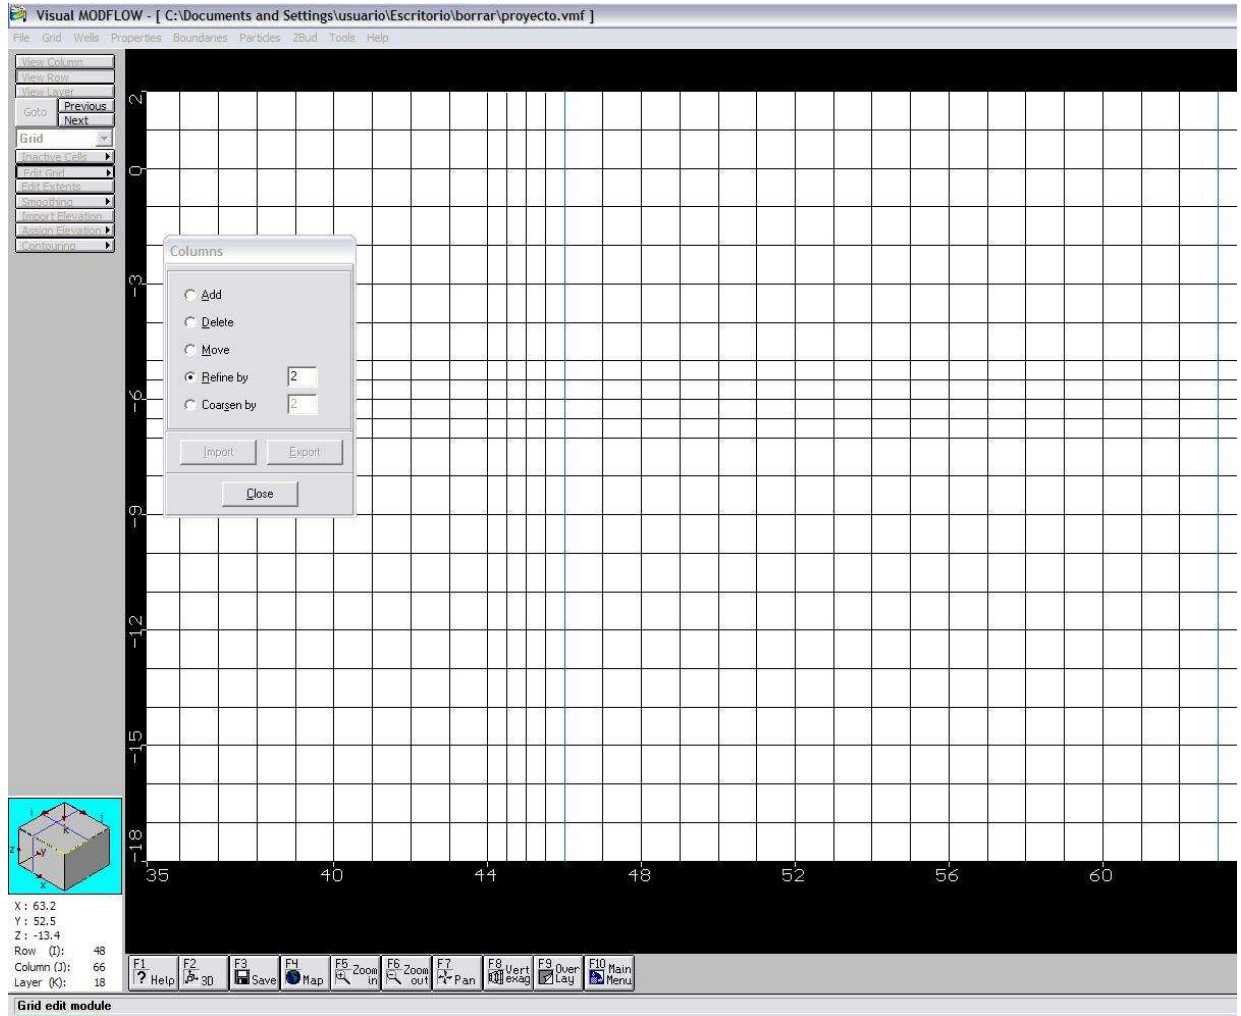 Visual MODFLOW - [ C:\Documents and Settings\usuario\Escritorio\borrar\proyecto.vmf ]
File Grid Wells Properties Boundaries Particles ZBud Tools Help
View Column
View Row
View Layer
Goto Previous
Next
Grid
Inactive Cells
Edit Grid
Edit Extents
Smoothing
Import Elevation
Assign Elevation
Contouring
2
0
-3
-6
-9
-12
-15
-18
Columns
Add
Delete
Move
Refine by 2
Coarsen by 2
Import Export
Close
35 40 44 48 52 56 60
i j
k
z y
x
X : 63.2
Y : 52.5
Z : -13.4
Row (I): 48
Column (J): 66
Layer (K): 18
F1 ? Help
F2 3D
F3 Save
F4 Map
F5 Zoom in
F6 Zoom out
F7 Pan
F8 Vert exag
F9 Over Lay
F10 Main Menu
Grid edit module